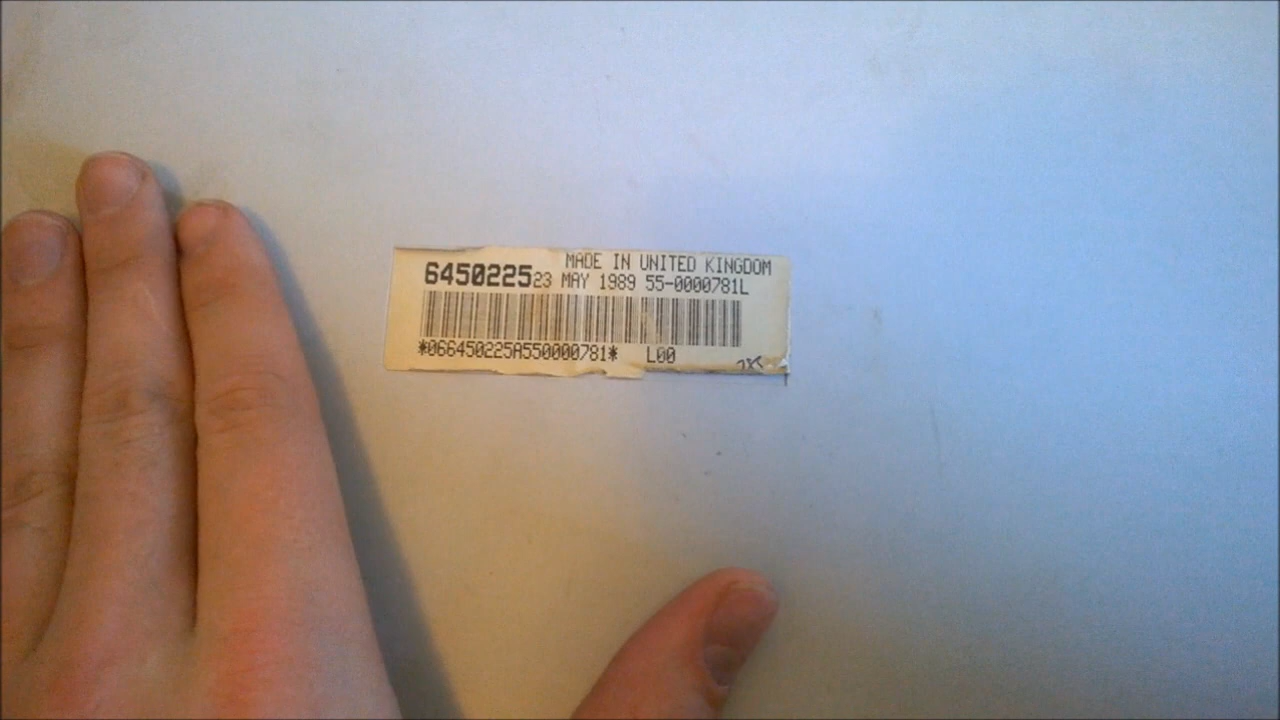 MADE IN UNITED KINGDOM
6450225 23 MAY 1989 55-0000781L
*066450225A550000781* L00